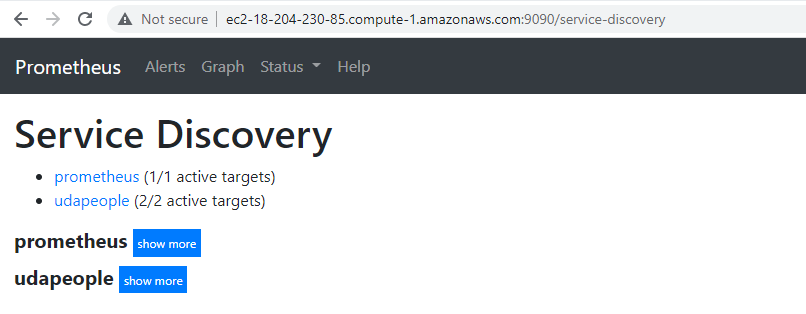 Not secure | ec2-18-204-230-85.compute-1.amazonaws.com:9090/service-discovery
Prometheus Alerts Graph Status Help
Service Discovery
prometheus (1/1 active targets)
udapeople (2/2 active targets)
prometheus show more
udapeople show more